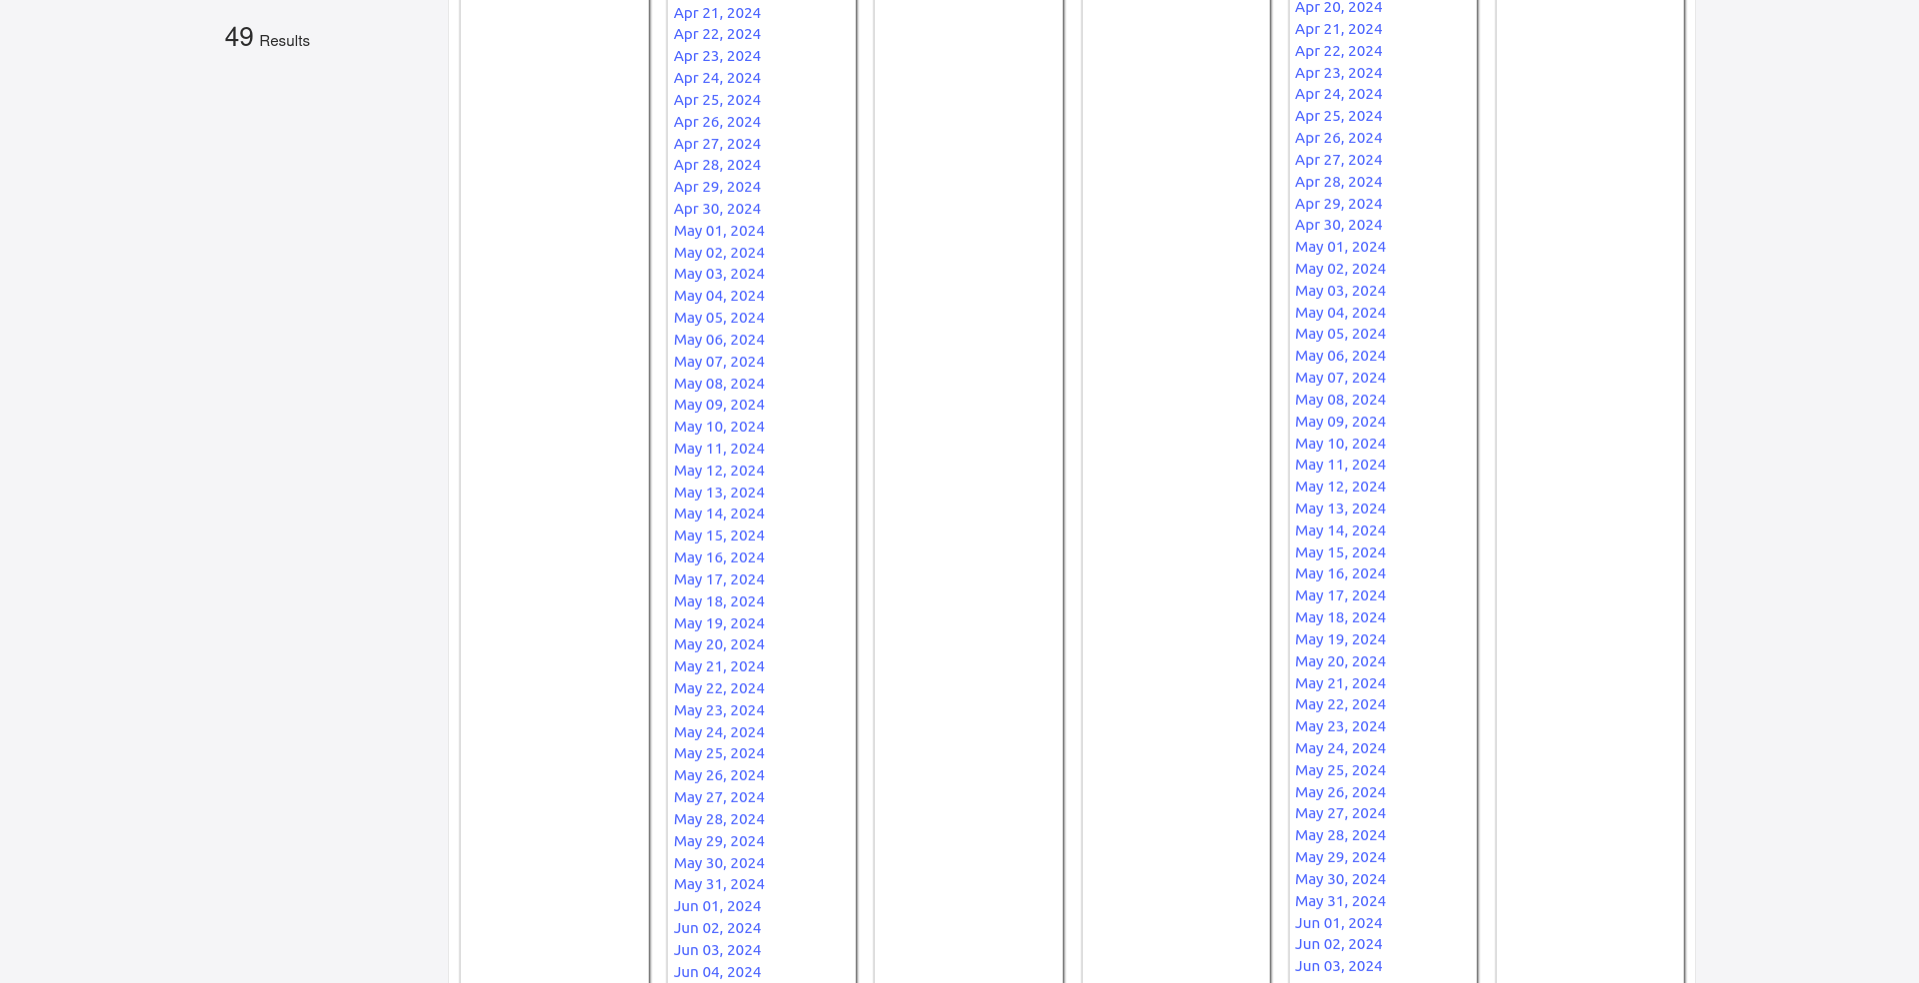 49 Results
Apr 21, 2024
Apr 22, 2024
Apr 23, 2024
Apr 24, 2024
Apr 25, 2024
Apr 26, 2024
Apr 27, 2024
Apr 28, 2024
Apr 29, 2024
Apr 30, 2024
May 01, 2024
May 02, 2024
May 03, 2024
May 04, 2024
May 05, 2024
May 06, 2024
May 07, 2024
May 08, 2024
May 09, 2024
May 10, 2024
May 11, 2024
May 12, 2024
May 13, 2024
May 14, 2024
May 15, 2024
May 16, 2024
May 17, 2024
May 18, 2024
May 19, 2024
May 20, 2024
May 21, 2024
May 22, 2024
May 23, 2024
May 24, 2024
May 25, 2024
May 26, 2024
May 27, 2024
May 28, 2024
May 29, 2024
May 30, 2024
May 31, 2024
Jun 01, 2024
Jun 02, 2024
Jun 03, 2024
Jun 04, 2024
Apr 20, 2024
Apr 21, 2024
Apr 22, 2024
Apr 23, 2024
Apr 24, 2024
Apr 25, 2024
Apr 26, 2024
Apr 27, 2024
Apr 28, 2024
Apr 29, 2024
Apr 30, 2024
May 01, 2024
May 02, 2024
May 03, 2024
May 04, 2024
May 05, 2024
May 06, 2024
May 07, 2024
May 08, 2024
May 09, 2024
May 10, 2024
May 11, 2024
May 12, 2024
May 13, 2024
May 14, 2024
May 15, 2024
May 16, 2024
May 17, 2024
May 18, 2024
May 19, 2024
May 20, 2024
May 21, 2024
May 22, 2024
May 23, 2024
May 24, 2024
May 25, 2024
May 26, 2024
May 27, 2024
May 28, 2024
May 29, 2024
May 30, 2024
May 31, 2024
Jun 01, 2024
Jun 02, 2024
Jun 03, 2024